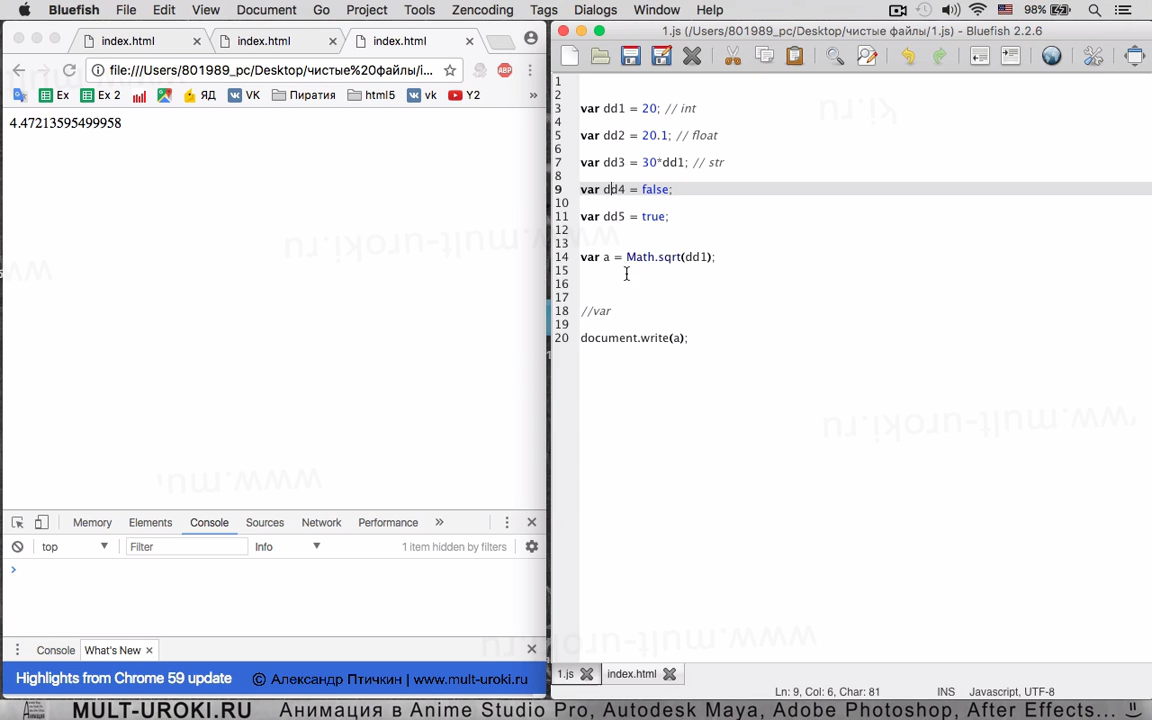 Bluefish File Edit View Document Go Project Tools Zencoding Tags Dialogs Window Help 98%
index.html index.html index.html
file:///Users/801989_pc/Desktop/чистые%20файлы/i...
Ex Ex 2 ЯД VK Пиратия html5 vk Y2 »
4.47213595499958
Memory Elements Console Sources Network Performance »
top Filter Info 1 item hidden by filters
>
Console What's New
Highlights from Chrome 59 update © Александр Птичкин | www.mult-uroki.ru
1.js (/Users/801989_pc/Desktop/чистые файлы/1.js) - Bluefish 2.2.6
1
2
3 var dd1 = 20; // int
4
5 var dd2 = 20.1; // float
6
7 var dd3 = 30*dd1; // str
8
9 var dd4 = false;
10
11 var dd5 = true;
12
13
14 var a = Math.sqrt(dd1);
15
16
17
18 //var
19
20 document.write(a);
1.js index.html
Ln: 9, Col: 6, Char: 81 INS Javascript, UTF-8
MULT-UROKI.RU Анимация в Anime Studio Pro, Autodesk Maya, Adobe Photoshop, After Effects...